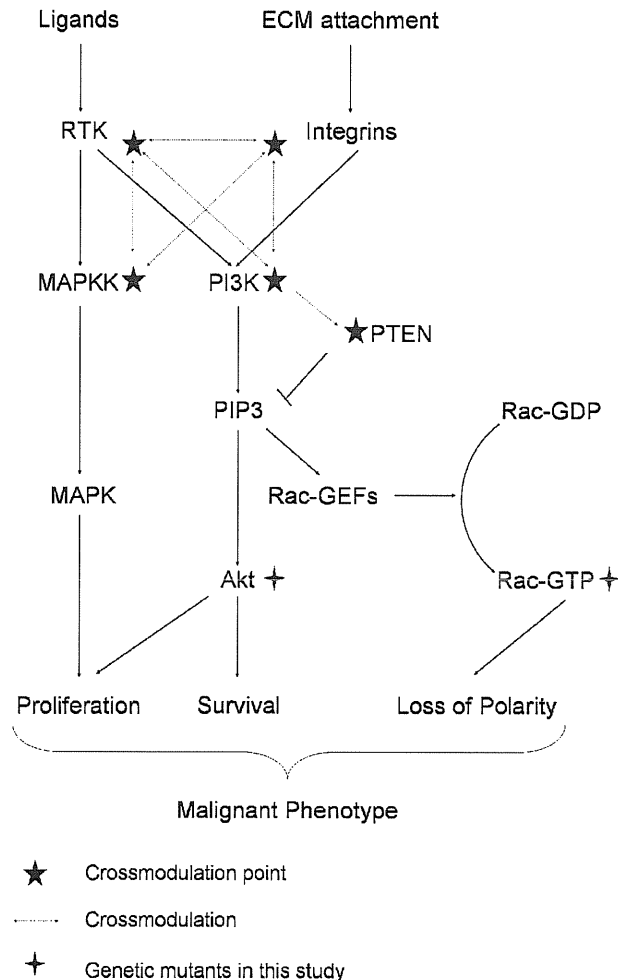 Ligands
ECM attachment
RTK
Integrins
MAPKK
PI3K
PTEN
PIP3
Rac-GDP
MAPK
Rac-GEFs
Akt
Rac-GTP
Proliferation
Survival
Loss of Polarity
Malignant Phenotype
Crossmodulation point
Crossmodulation
Genetic mutants in this study